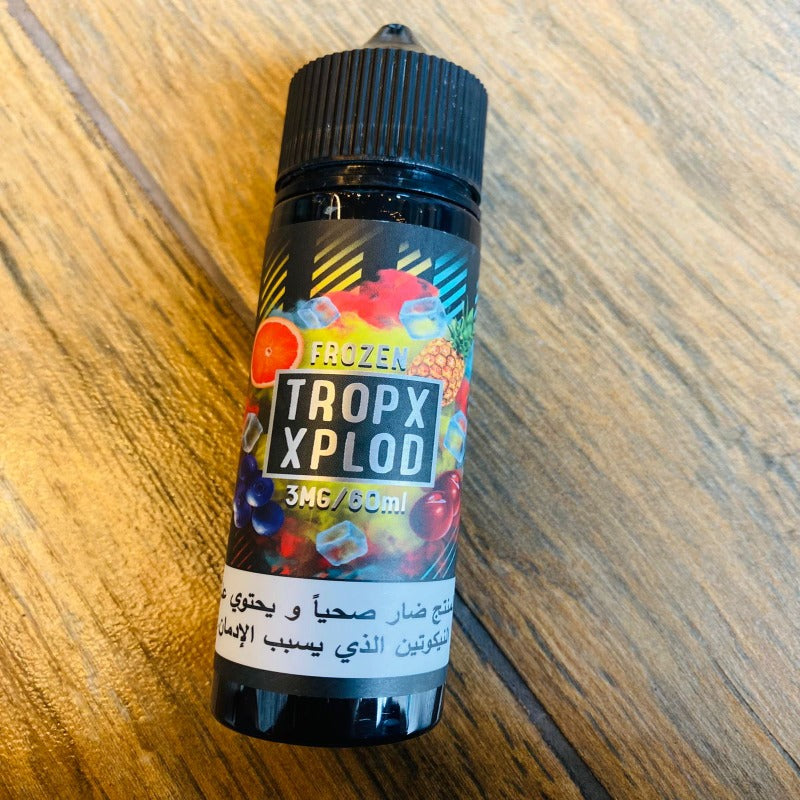 FROZEN
TROPX
XPLOD
3MG/60ml
منتج ضار صحياً و يحتوي
النيكوتين الذي يسبب الإدمان